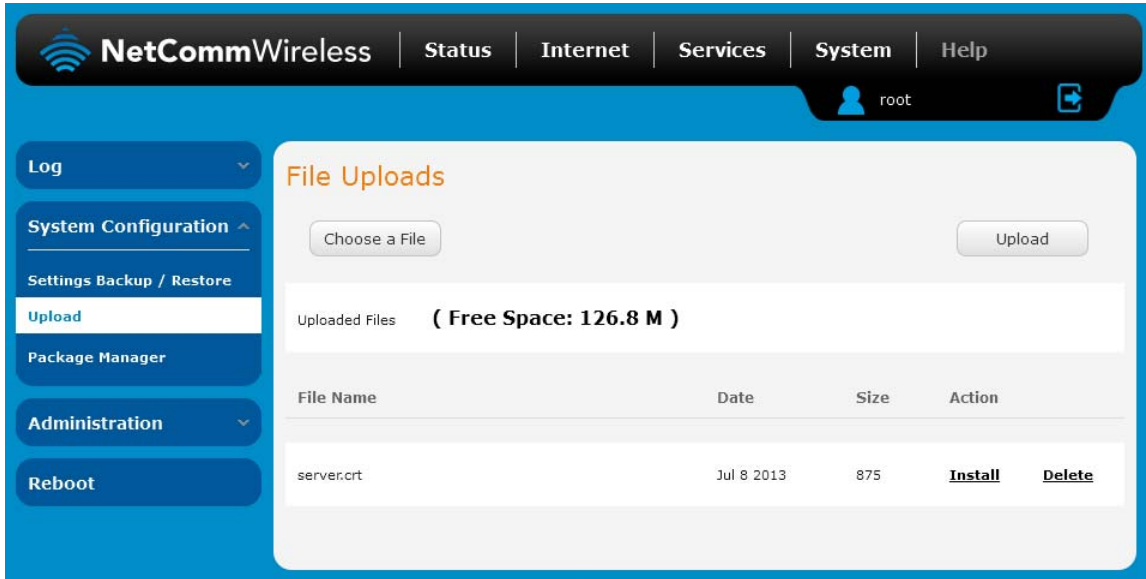 NetCommWireless Status Internet Services System Help
root
Log
System Configuration
Settings Backup / Restore
Upload
Package Manager
Administration
Reboot
File Uploads
Choose a File Upload
Uploaded Files ( Free Space: 126.8 M )
File Name Date Size Action
server.crt Jul 8 2013 875 Install Delete